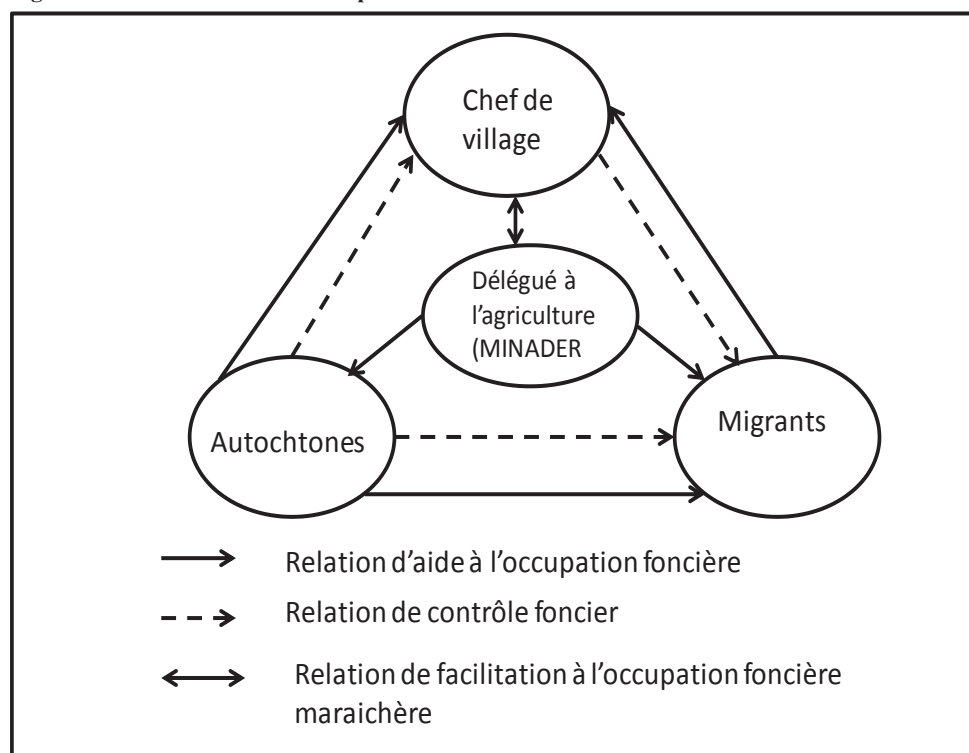 Chef de
village
Délégué à
l'agriculture
(MINADER
Autochtones
Migrants
Relation d'aide à l'occupation foncière
Relation de contrôle foncier
Relation de facilitation à l'occupation foncière
maraichère